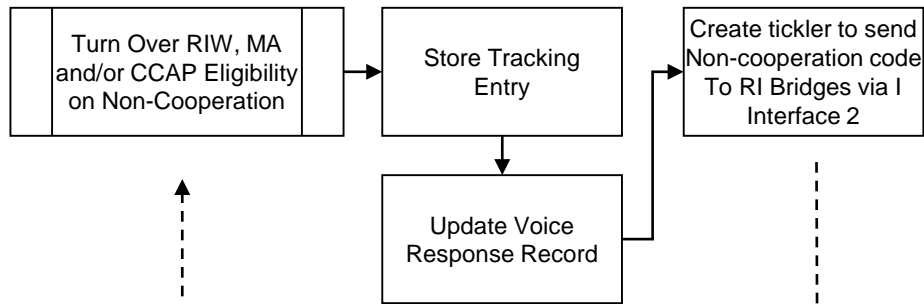 Turn Over RIW, MA
and/or CCAP Eligibility
on Non-Cooperation
Store Tracking
Entry
Create tickler to send
Non-cooperation code
To RI Bridges via I
Interface 2
Update Voice
Response Record